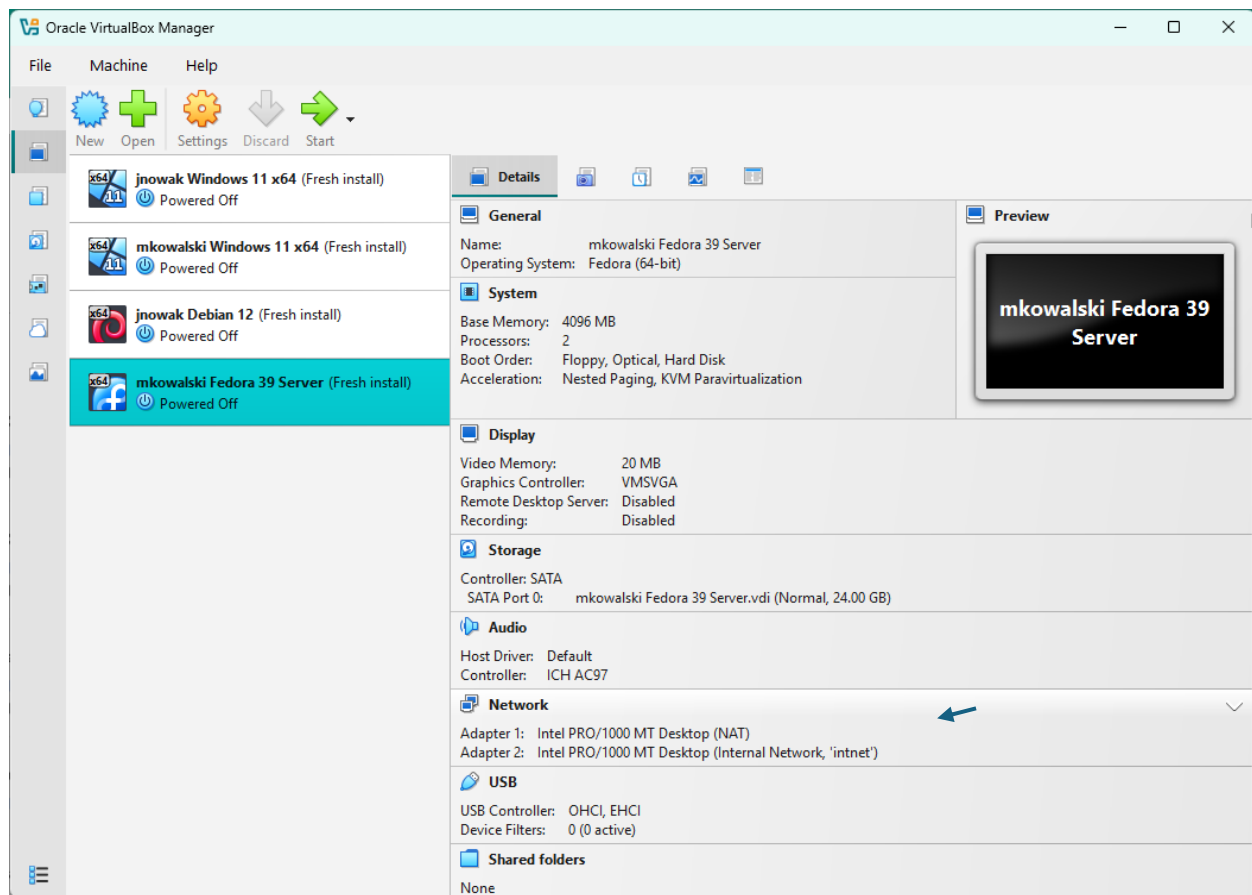 Oracle VirtualBox Manager
File Machine Help
New Open Settings Discard Start
x64 11 jnowak Windows 11 x64 (Fresh install)
Powered Off
x64 11 mkowalski Windows 11 x64 (Fresh install)
Powered Off
x64 jnowak Debian 12 (Fresh install)
Powered Off
x64 mkowalski Fedora 39 Server (Fresh install)
Powered Off
Details
General
Name: mkowalski Fedora 39 Server
Operating System: Fedora (64-bit)
Preview
mkowalski Fedora 39
Server
System
Base Memory: 4096 MB
Processors: 2
Boot Order: Floppy, Optical, Hard Disk
Acceleration: Nested Paging, KVM Paravirtualization
Display
Video Memory: 20 MB
Graphics Controller: VMSVGA
Remote Desktop Server: Disabled
Recording: Disabled
Storage
Controller: SATA
SATA Port 0: mkowalski Fedora 39 Server.vdi (Normal, 24.00 GB)
Audio
Host Driver: Default
Controller: ICH AC97
Network
Adapter 1: Intel PRO/1000 MT Desktop (NAT)
Adapter 2: Intel PRO/1000 MT Desktop (Internal Network, 'intnet')
USB
USB Controller: OHCI, EHCI
Device Filters: 0 (0 active)
Shared folders
None